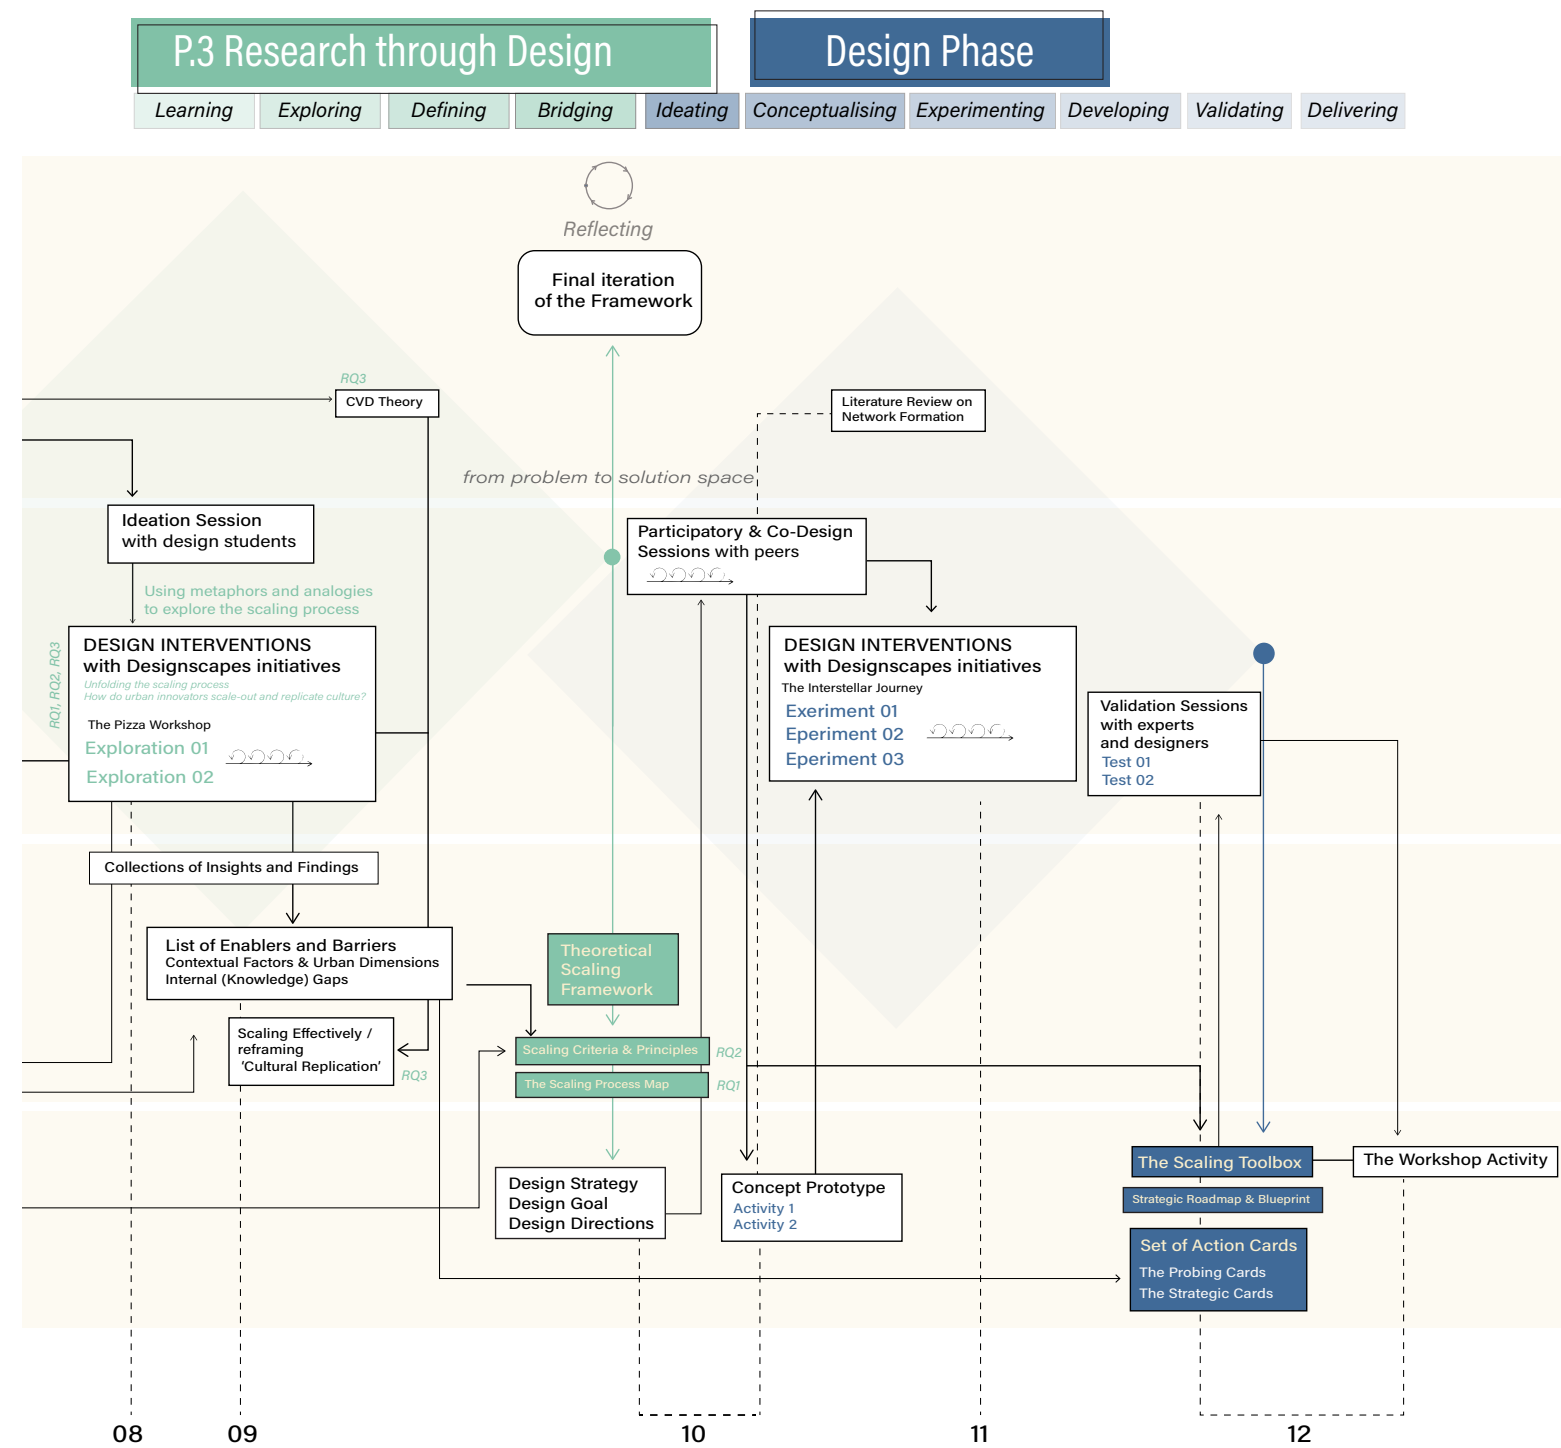 P.3 Research through Design
Design Phase
Learning
Exploring
Defining
Bridging
Ideating
Conceptualising
Experimenting
Developing
Validating
Delivering
Reflecting
Final iteration
of the Framework
RQ3
CVD Theory
Literature Review on
Network Formation
from problem to solution space
Ideation Session
with design students
Participatory & Co-Design
Sessions with peers
Using metaphors and analogies
to explore the scaling process
RQ1, RQ2, RQ3
DESIGN INTERVENTIONS
with Designscapes initiatives
Unfolding the scaling process
How do urban innovators scale-out and replicate culture?
The Pizza Workshop
Exploration 01
Exploration 02
DESIGN INTERVENTIONS
with Designscapes initiatives
The Interstellar Journey
Exeriment 01
Eperiment 02
Eperiment 03
Validation Sessions
with experts
and designers
Test 01
Test 02
Collections of Insights and Findings
List of Enablers and Barriers
Contextual Factors & Urban Dimensions
Internal (Knowledge) Gaps
Theoretical
Scaling
Framework
Scaling Effectively /
reframing
'Cultural Replication'
RQ3
Scaling Criteria & Principles
RQ2
The Scaling Process Map
RQ1
Design Strategy
Design Goal
Design Directions
Concept Prototype
Activity 1
Activity 2
The Scaling Toolbox
The Workshop Activity
Strategic Roadmap & Blueprint
Set of Action Cards
The Probing Cards
The Strategic Cards
08
09
10
11
12